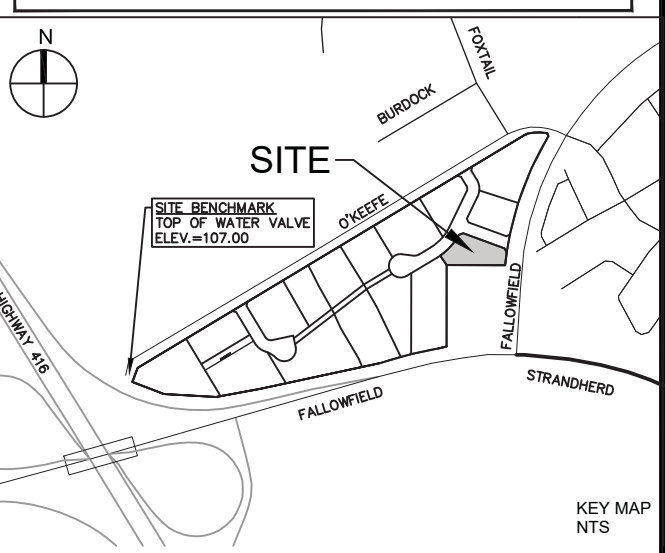 N
FOXTAIL
BURDOCK
SITE
SITE BENCHMARK
TOP OF WATER VALVE
ELEV.=107.00
O'KEEFE
HIGHWAY 416
FALLOWFIELD
STRANDHERD
FALLOWFIELD
KEY MAP
NTS